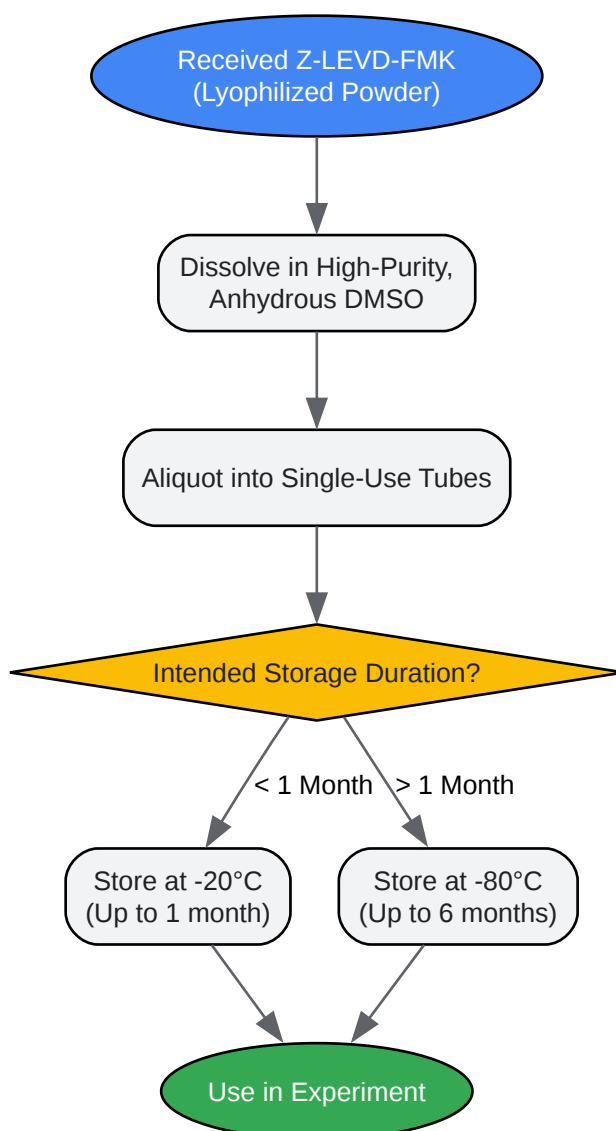 Received Z-LEVD-FMK
(Lyophilized Powder)
Dissolve in High-Purity,
Anhydrous DMSO
Aliquot into Single-Use Tubes
Intended Storage Duration?
< 1 Month
> 1 Month
Store at -20°C
(Up to 1 month)
Store at -80°C
(Up to 6 months)
Use in Experiment